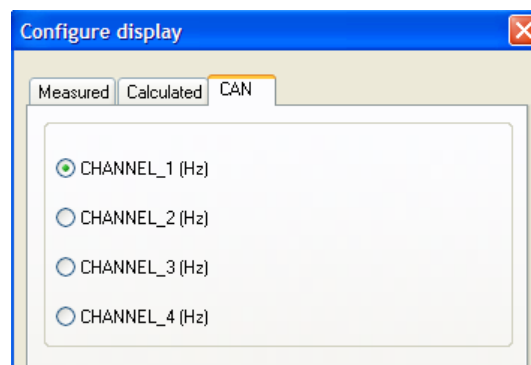 Configure display
Measured Calculated CAN
CHANNEL_1 (Hz)
CHANNEL_2 (Hz)
CHANNEL_3 (Hz)
CHANNEL_4 (Hz)